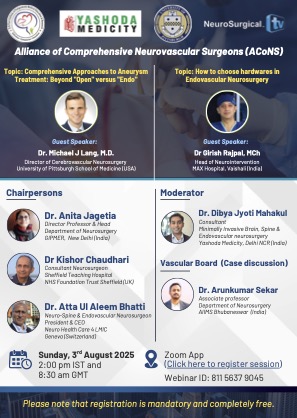 YASHODA
MEDICITY
NeuroSurgical. tv
Alliance of Comprehensive Neurovascular Surgeons (ACoNS)
Topic: Comprehensive Approaches to Aneurysm
Treatment: Beyond "Open" versus "Endo"
Guest Speaker:
Dr. Michael J Lang, M.D.
Director of Cerebrovascular Neurosurgery
University of Pittsburgh School of Medicine (USA)
Topic: How to choose hardwares in
Endovascular Neurosurgery
Guest Speaker:
Dr Girish Rajpal, MCh
Head of Neurointervention
MAX Hospital, Vaishali (India)
Chairpersons
Dr. Anita Jagetia
Director Professor & Head
Department of Neurosurgery
GIPMER, New Delhi (India)
Dr Kishor Chaudhari
Consultant Neurosurgeon
Sheffield Teaching Hospital
NHS Foundation Trust Sheffield (UK)
Dr. Atta Ul Aleem Bhatti
Neuro-Spine & Endovascular Neurosurgeon
President & CEO
Neuro Health Care 4 LMIC
Geneva (Switzerland)
Moderator
Dr. Dibya Jyoti Mahakul
Consultant
Minimally Invasive Brain, Spine &
Endovascular neurosurgery
Yashoda Medicity, Delhi NCR (India)
Vascular Board (Case discussion)
Dr. Arunkumar Sekar
Associate professor
Department of Neurosurgery
AIIMS Bhubaneswar (India)
Sunday, 3rd August 2025
2:00 pm IST and
8:30 am GMT
Zoom App
(Click here to register session)
Webinar ID: 811 5637 9045
Please note that registration is mandatory and completely free.